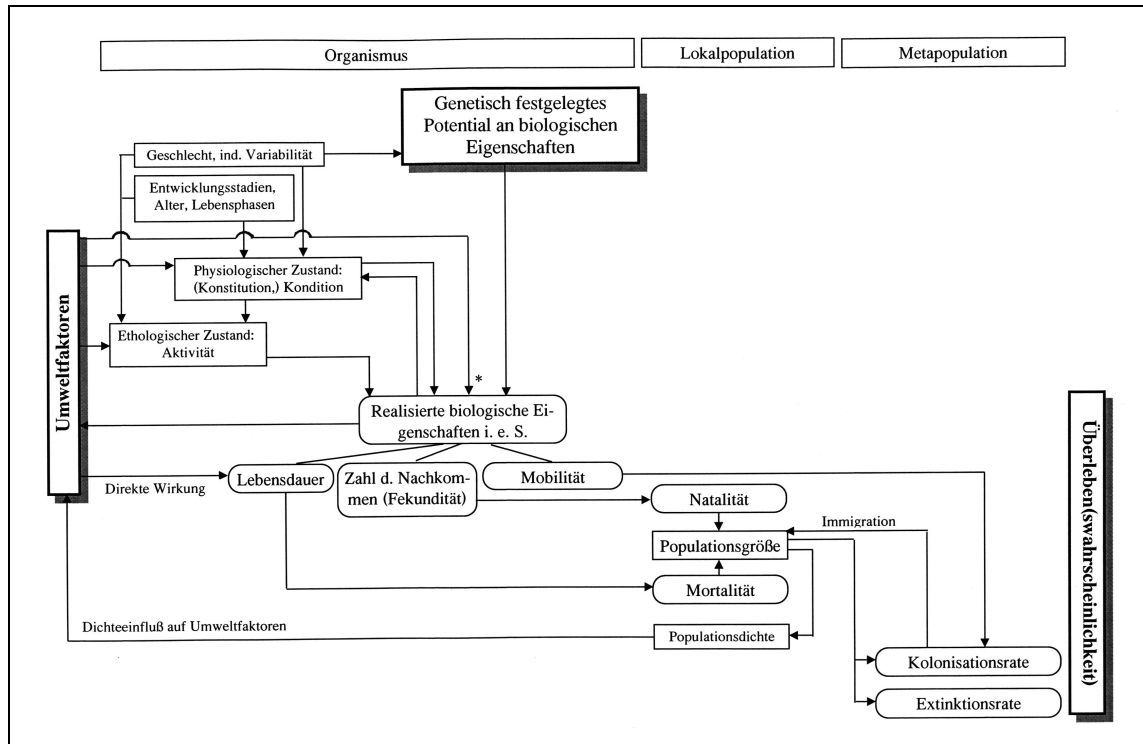 Organismus
Lokalpopulation
Metapopulation
Genetisch festgelegtes
Potential an biologischen
Eigenschaften
Geschlecht, ind. Variabilität
Entwicklungsstadien,
Alter, Lebensphasen
Umweltfaktoren
Physiologischer Zustand:
(Konstitution,) Kondition
Ethologischer Zustand:
Aktivität
*
Realisierte biologische Ei-
genschaften i. e. S.
Direkte Wirkung
Lebensdauer
Zahl d. Nachkom-
men (Fekundität)
Mobilität
Natalität
Immigration
Populationsgröße
Mortalität
Dichteeinfluß auf Umweltfaktoren
Populationsdichte
Kolonisationsrate
Extinktionsrate
Überleben(swahrscheinlichkeit)